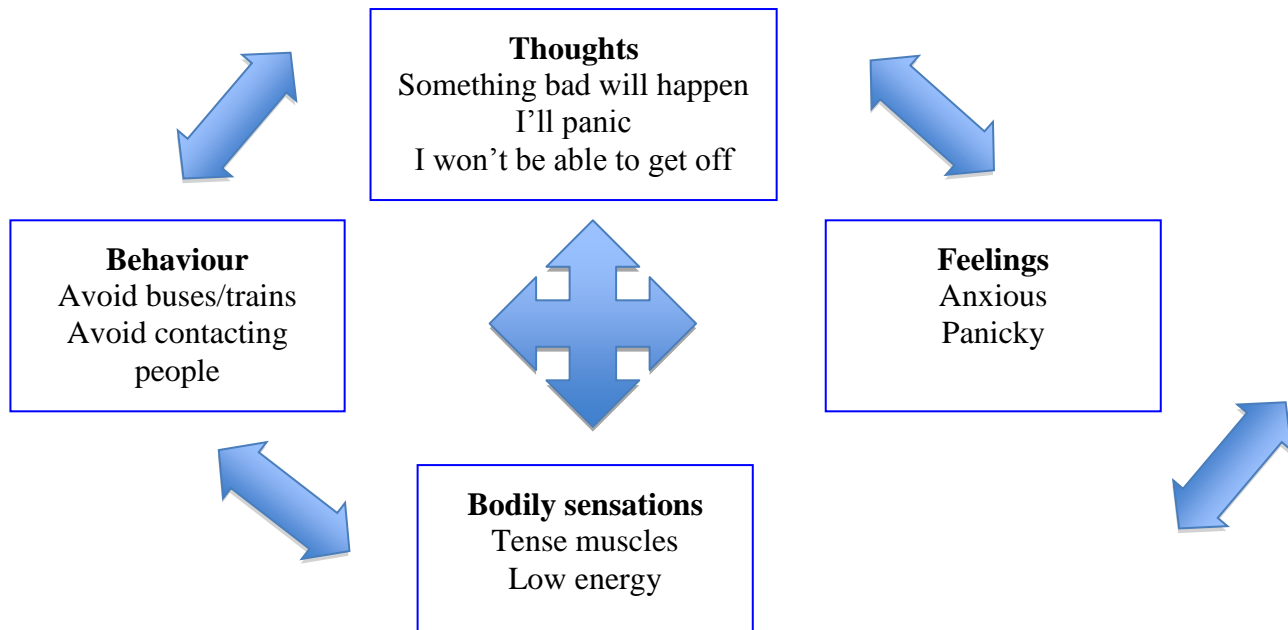 Thoughts
Something bad will happen
I’ll panic
I won’t be able to get off
Behaviour
Avoid buses/trains
Avoid contacting
people
Feelings
Anxious
Panicky
Bodily sensations
Tense muscles
Low energy